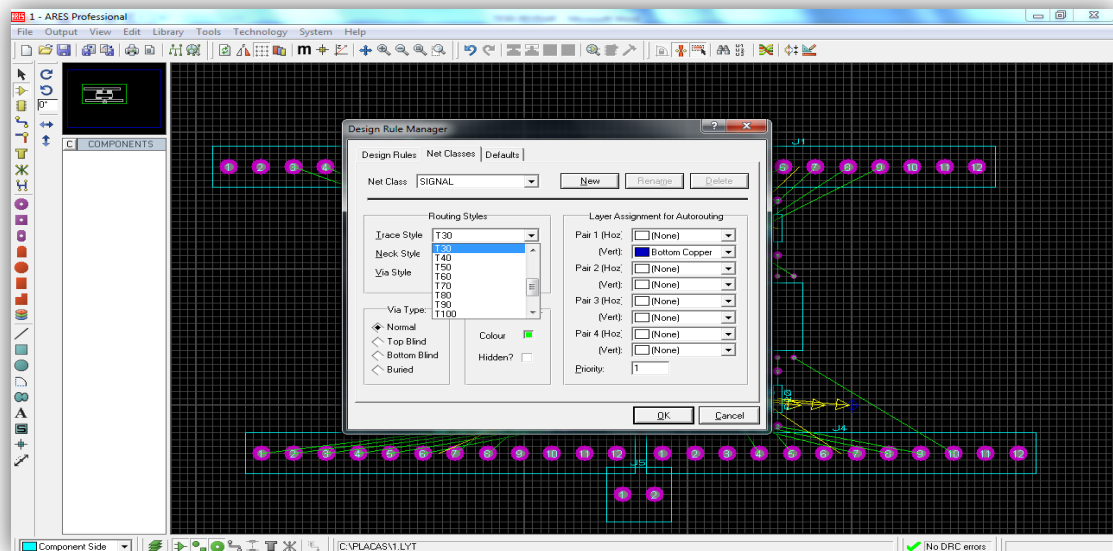 1 - ARES Professional
File Output View Edit Library Tools Technology System Help
0°
C COMPONENTS
Design Rule Manager
Design Rules Net Classes Defaults
Net Class SIGNAL New Rename Delete
Routing Styles
Trace Style T30
Neck Style
Via Style
T30
T40
T50
T60
T70
T80
T90
T100
Via Type:
Normal
Top Blind
Bottom Blind
Buried
Colour
Hidden?
Layer Assignment for Autorouting
Pair 1 (Hoz) (None)
(Vert): Bottom Copper
Pair 2 (Hoz) (None)
(Vert): (None)
Pair 3 (Hoz) (None)
(Vert): (None)
Pair 4 (Hoz) (None)
(Vert): (None)
Priority: 1
OK Cancel
J1
1 2 3 4 6 7 8 9 10 11 12
J4
1 2 3 4 5 6 7 8 9 10 11 12 1 2 3 4 5 6 7 8 9 10 11 12
J5
1 2
Component Side C:\PLACAS\1.LYT No DRC errors